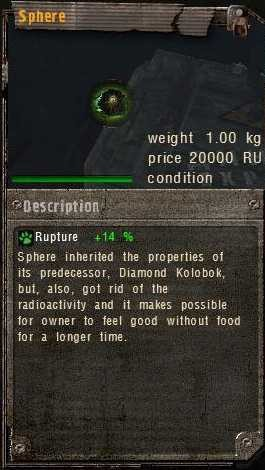 Sphere
weight 1.00 kg
price 20000 RU
condition
Description
Rupture +14 %
Sphere inherited the properties of
its predecessor, Diamond Kolobok,
but, also, got rid of the
radioactivity and it makes possible
for owner to feel good without food
for a longer time.